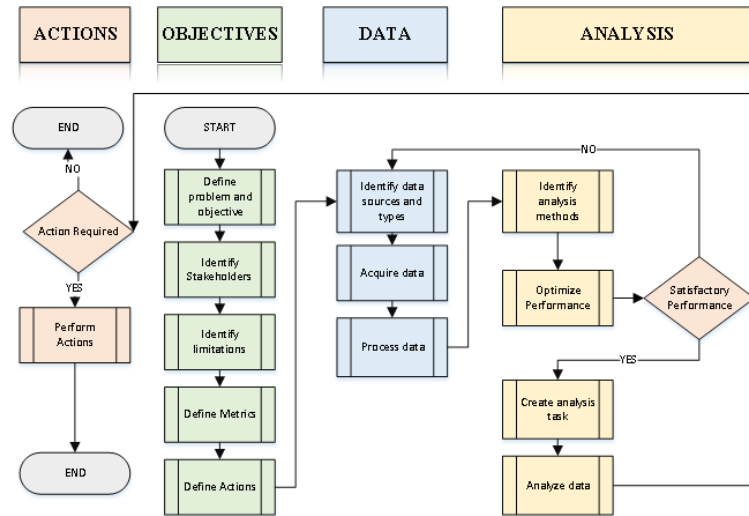 ACTIONS
OBJECTIVES
DATA
ANALYSIS
END
START
NO
NO
Define
problem and
objective
Identify data
sources and
types
Identify
analysis
methods
Action Required
Identify
Stakeholders
Acquire data
Optimize
Performance
Satisfactory
Performance
YES
Perform
Actions
Identify
limitations
Process data
YES
Define Metrics
Create analysis
task
END
Define Actions
Analyze data